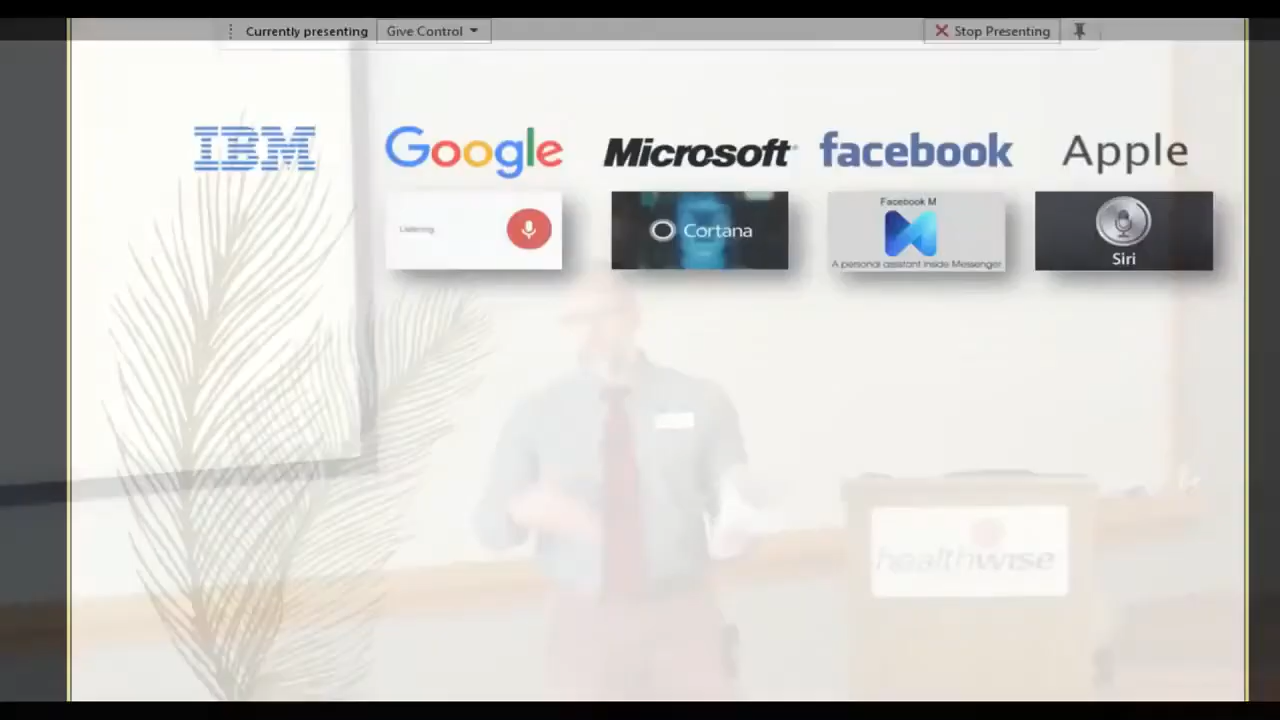 Currently presenting Give Control Stop Presenting
IBM Google Microsoft facebook Apple
Listening
Cortana
Facebook M
A personal assistant inside Messenger
Siri
healthwise